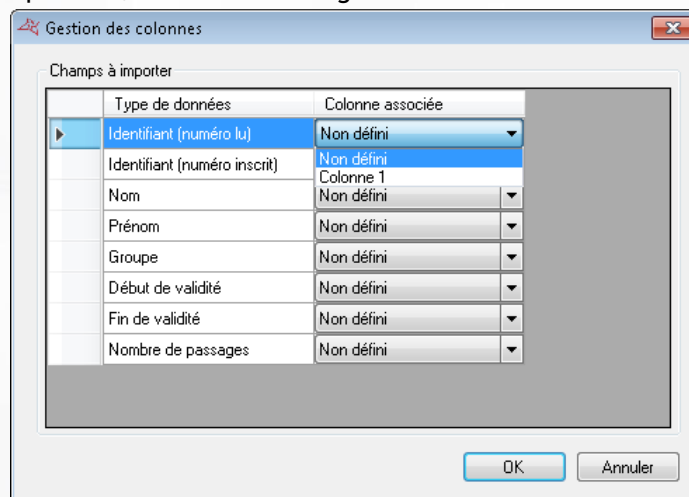 Gestion des colonnes
Champs à importer
Type de données Colonne associée
Identifiant (numéro lu) Non défini
Non défini
Colonne 1
Identifiant (numéro inscrit)
Nom Non défini
Prénom Non défini
Groupe Non défini
Début de validité Non défini
Fin de validité Non défini
Nombre de passages Non défini
OK Annuler